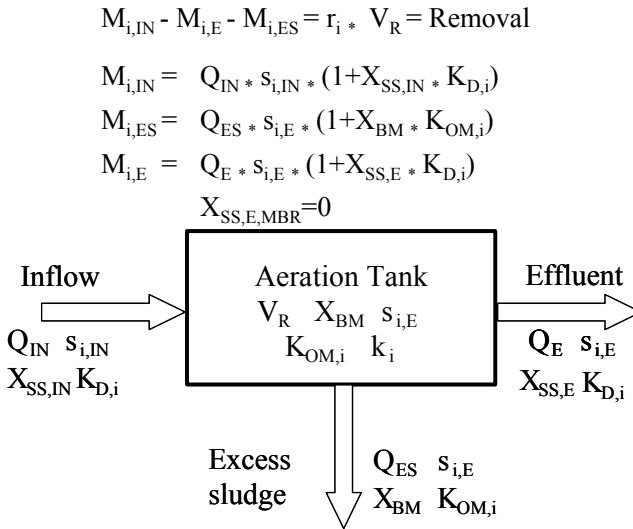 M_{i,IN} - M_{i,E} - M_{i,ES} = r_i * V_R = Removal
M_{i,IN} = Q_{IN} * s_{i,IN} * (1+X_{SS,IN} * K_{D,i})
M_{i,ES} = Q_{ES} * s_{i,E} * (1+X_{BM} * K_{OM,i})
M_{i,E} = Q_E * s_{i,E} * (1+X_{SS,E} * K_{D,i})
X_{SS,E,MBR}=0
Inflow
Q_{IN} s_{i,IN}
X_{SS,IN} K_{D,i}
Aeration Tank
V_R X_{BM} s_{i,E}
K_{OM,i} k_i
Effluent
Q_E s_{i,E}
X_{SS,E} K_{D,i}
Excess
sludge
Q_{ES} s_{i,E}
X_{BM} K_{OM,i}